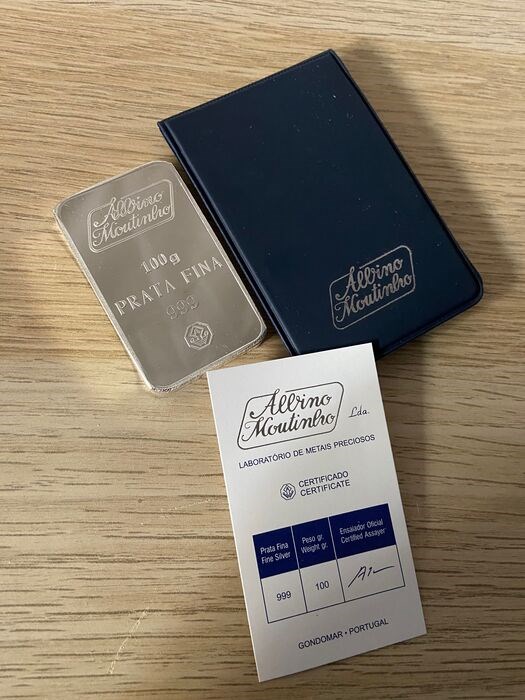 Albino
Moutinho
100g
PRATA FINA
999
Albino
Moutinho
Albino
Moutinho Lda.
LABORATÓRIO DE METAIS PRECIOSOS
CERTIFICADO
CERTIFICATE
Prata Fina
Fine Silver
Peso gr.
Weight gr.
Ensaiador Oficial
Certified Assayer
999
100
GONDOMAR • PORTUGAL